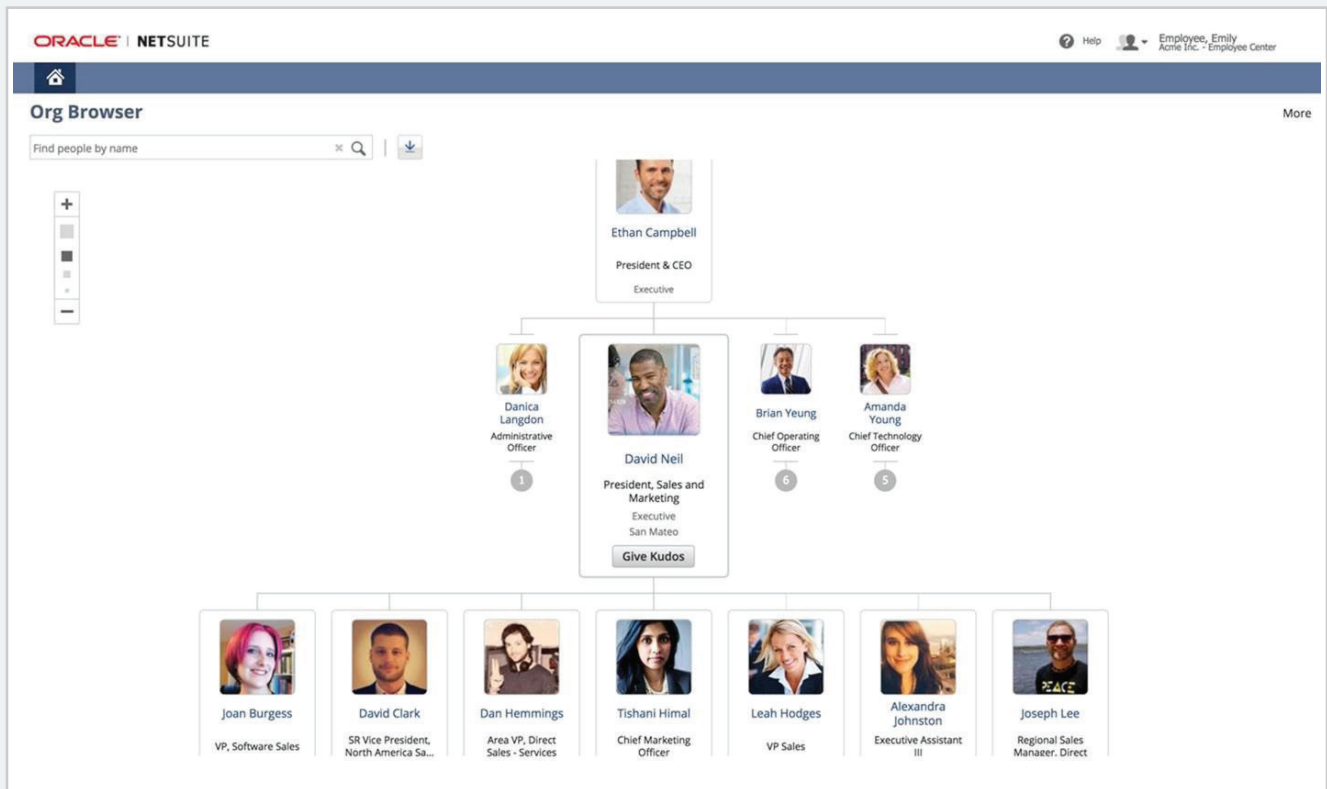 ORACLE | NETSUITE
Help
Employee, Emily
Acme Inc. - Employee Center
Org Browser
More
Find people by name
Ethan Campbell
President & CEO
Executive
Danica
Langdon
Administrative
Officer
1
David Neil
President, Sales and
Marketing
Executive
San Mateo
Give Kudos
Brian Yeung
Chief Operating
Officer
6
Amanda
Young
Chief Technology
Officer
5
Joan Burgess
VP, Software Sales
David Clark
SR Vice President,
North America Sa...
Dan Hemmings
Area VP, Direct
Sales - Services
Tishani Himal
Chief Marketing
Officer
Leah Hodges
VP Sales
Alexandra
Johnston
Executive Assistant
III
PEACE
Joseph Lee
Regional Sales
Manager, Direct